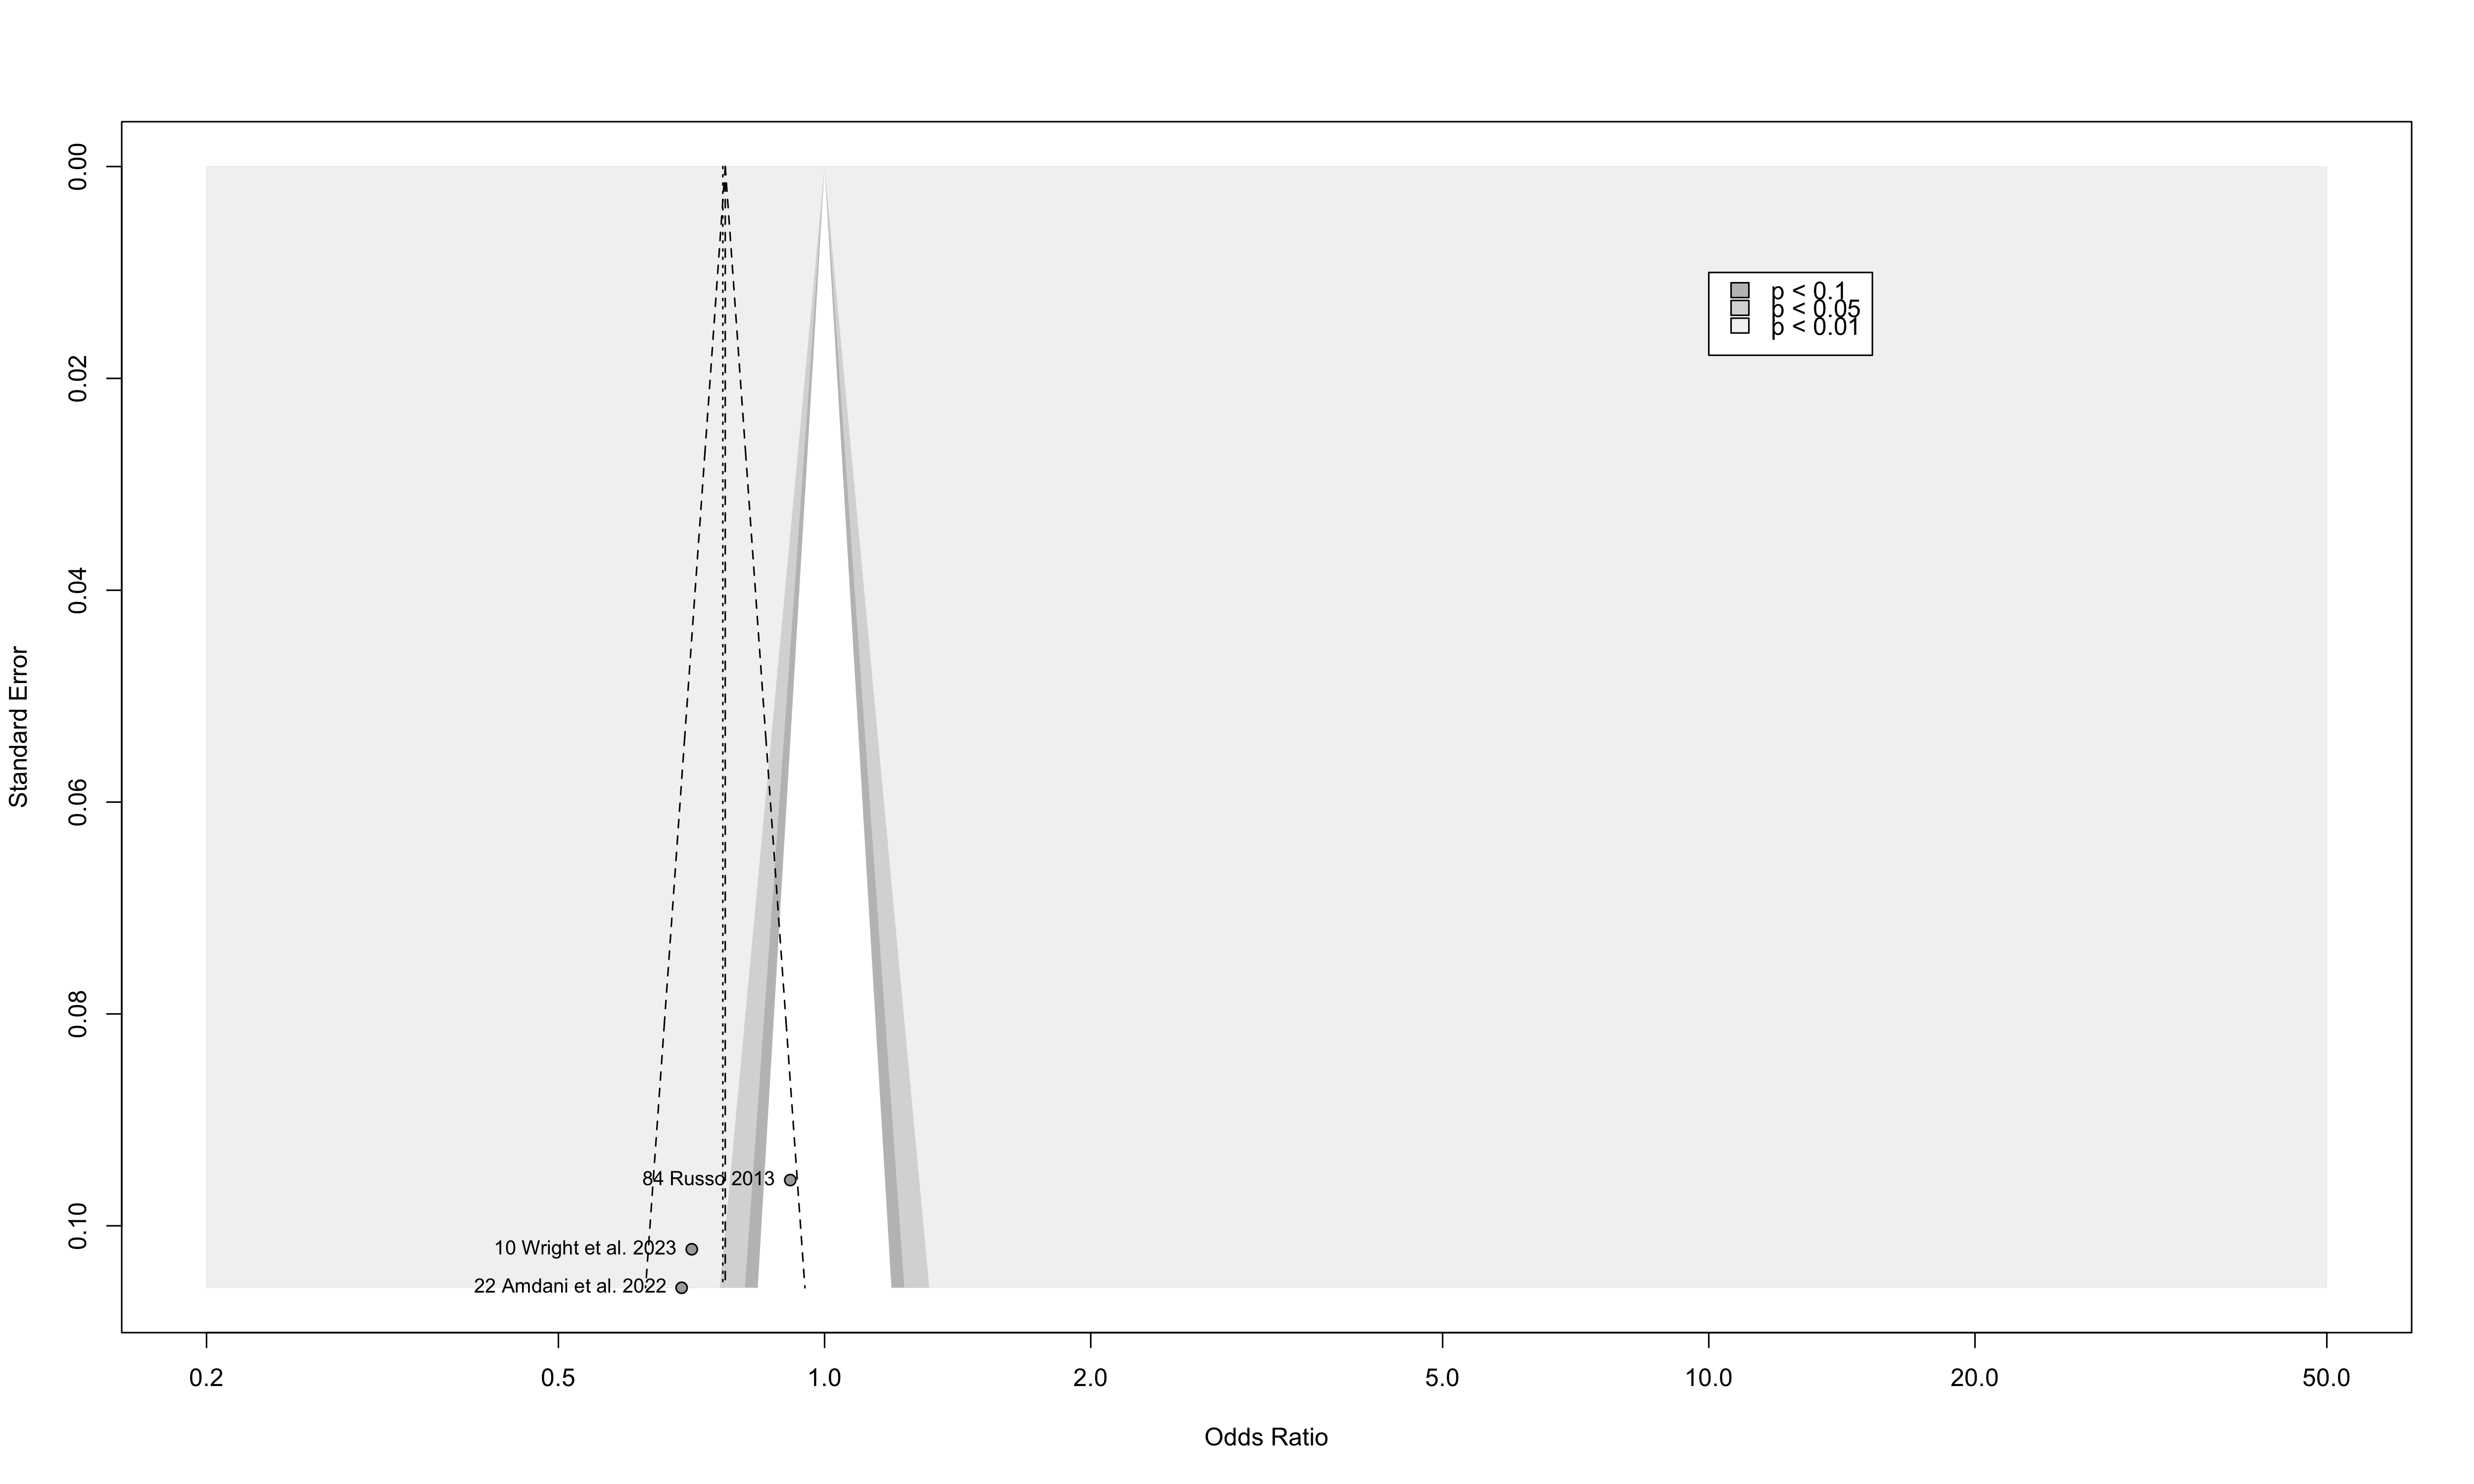 0.00
0.02
0.04
0.06
0.08
0.10
Standard Error
p < 0.1
p < 0.05
p < 0.01
84 Russo 2013
10 Wright et al. 2023
22 Amdani et al. 2022
0.2 0.5 1.0 2.0 5.0 10.0 20.0 50.0
Odds Ratio